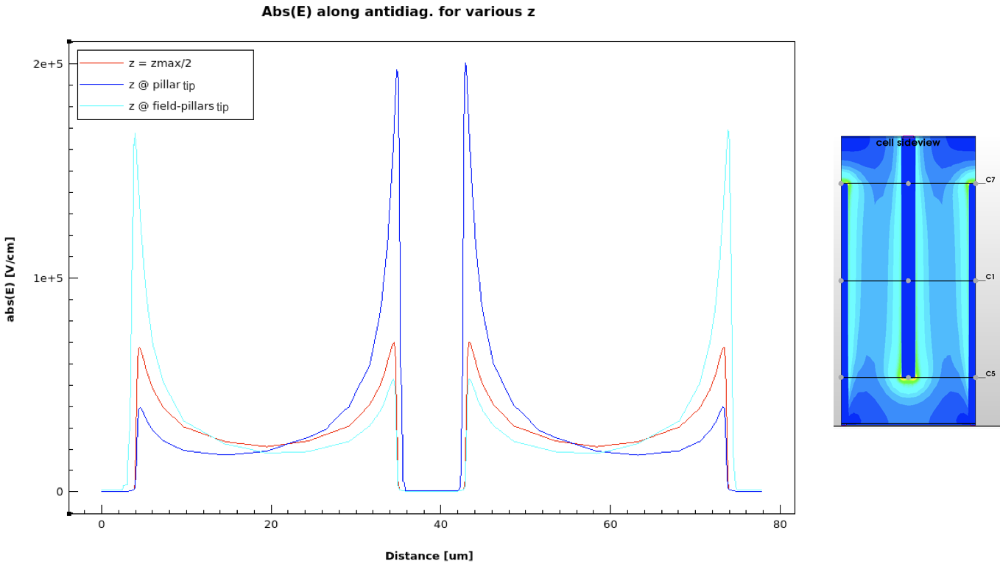 Abs(E) along antidiag. for various z
z = zmax/2
z @ pillar tip
z @ field-pillars tip
2e+5
1e+5
0
abs(E) [V/cm]
0 20 40 60 80
Distance [um]
cell sideview
C7
C1
C5